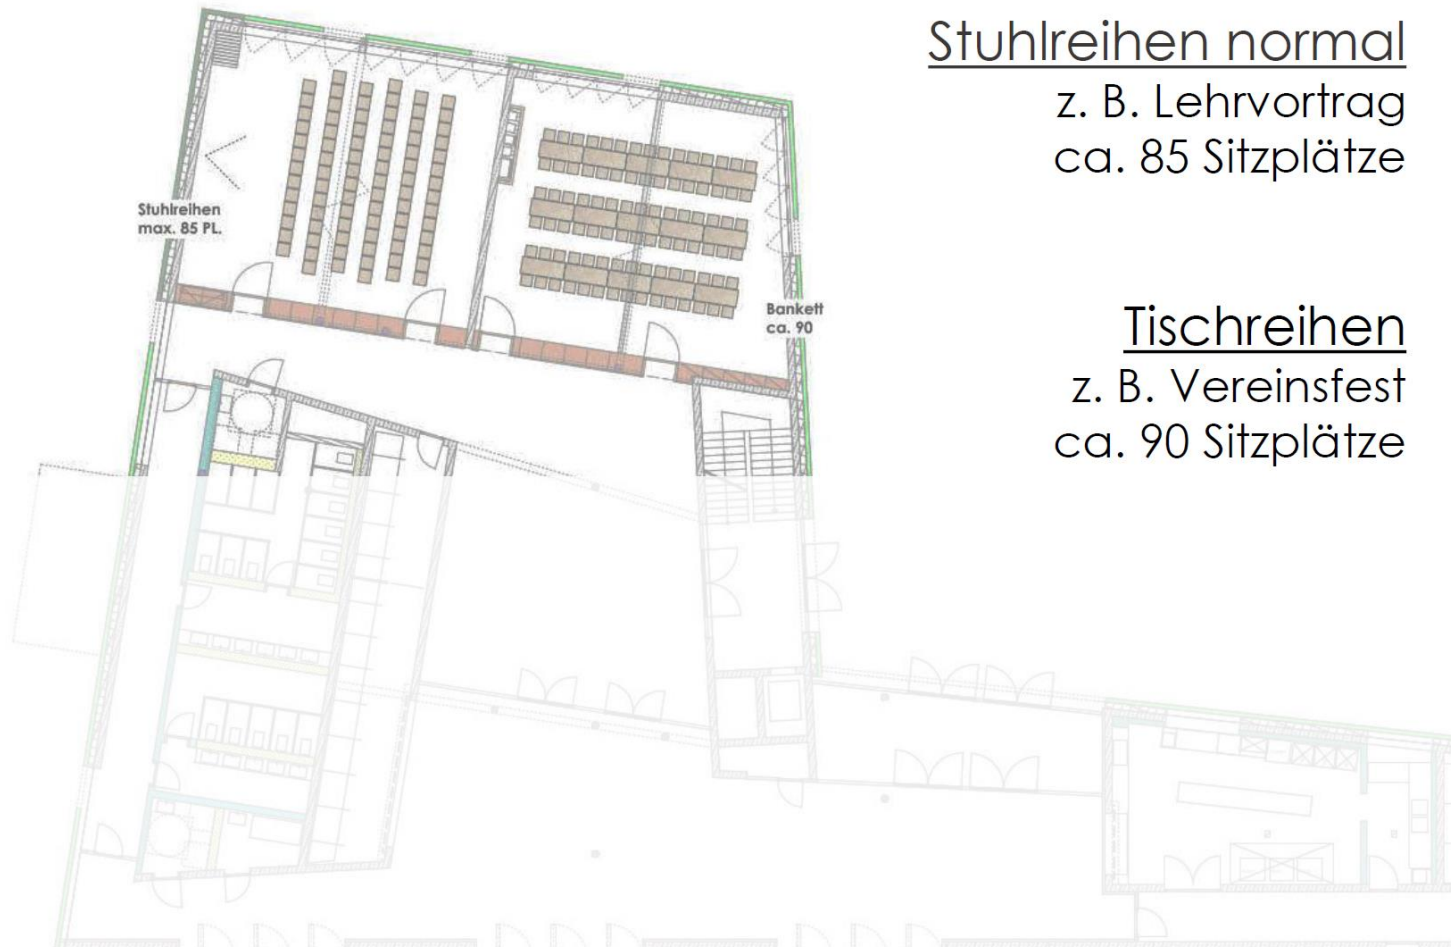 Stuhlreihen normal
z. B. Lehrvortrag
ca. 85 Sitzplätze
Stuhlreihen
max. 85 PL.
Bankett
ca. 90
Tischreihen
z. B. Vereinsfest
ca. 90 Sitzplätze